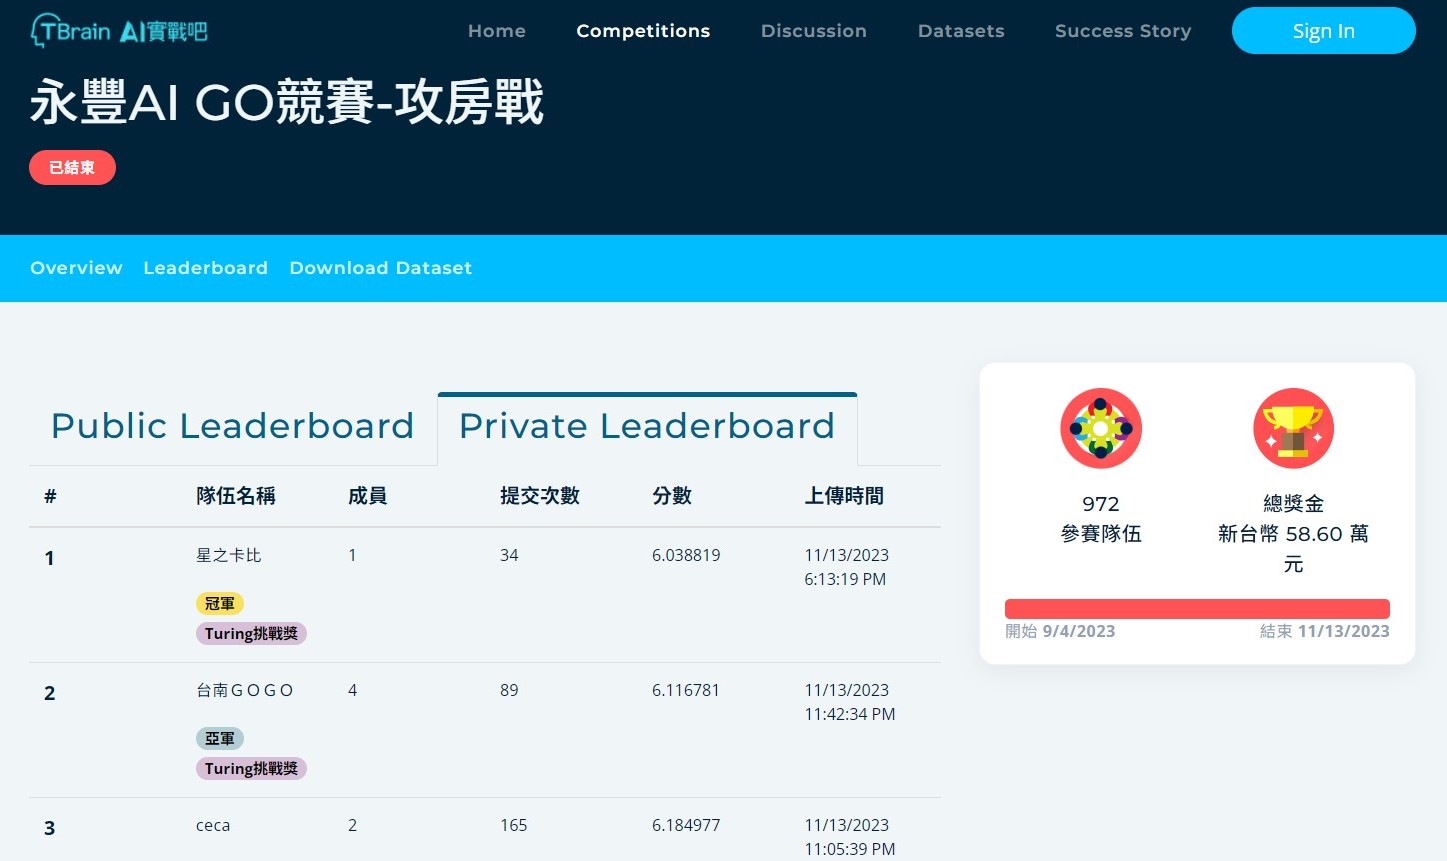 TBrain AI實戰吧
Home Competitions Discussion Datasets Success Story Sign In
永豐AI GO競賽-攻房戰
已結束
Overview Leaderboard Download Dataset
Public Leaderboard Private Leaderboard
# 隊伍名稱 成員 提交次數 分數 上傳時間
1 星之卡比 1 34 6.038819 11/13/2023
6:13:19 PM
冠軍
Turing挑戰獎
2 台南ＧＯＧＯ 4 89 6.116781 11/13/2023
11:42:34 PM
亞軍
Turing挑戰獎
3 ceca 2 165 6.184977 11/13/2023
11:05:39 PM
972
參賽隊伍
總獎金
新台幣 58.60 萬
元
開始 9/4/2023 結束 11/13/2023